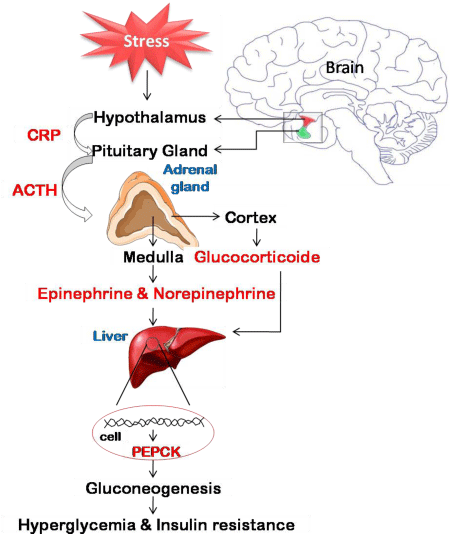 Stress
Brain
Hypothalamus
CRP
Pituitary Gland
Adrenal
gland
ACTH
Cortex
Medulla
Glucocorticoide
Epinephrine & Norepinephrine
Liver
cell
PEPCK
Gluconeogenesis
Hyperglycemia & Insulin resistance